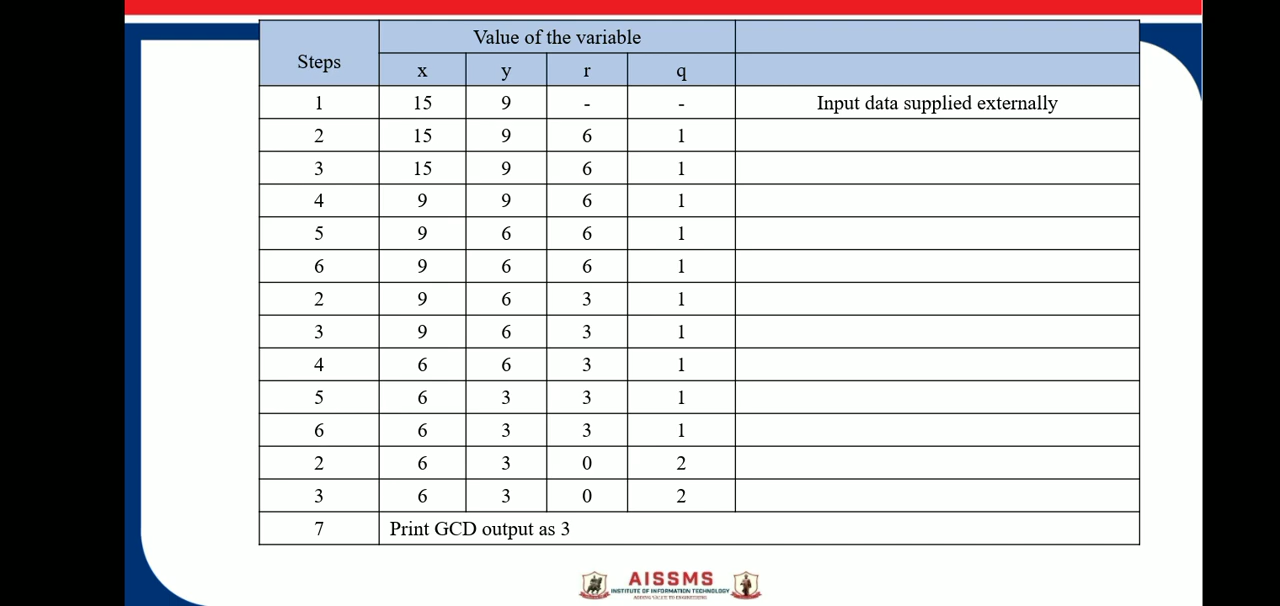 Steps Value of the variable
x y r q
1 15 9 - - Input data supplied externally
2 15 9 6 1
3 15 9 6 1
4 9 9 6 1
5 9 6 6 1
6 9 6 6 1
2 9 6 3 1
3 9 6 3 1
4 6 6 3 1
5 6 3 3 1
6 6 3 3 1
2 6 3 0 2
3 6 3 0 2
7 Print GCD output as 3
AISSMS
INSTITUTE OF INFORMATION TECHNOLOGY
ADDING VALUE TO ENGINEERING